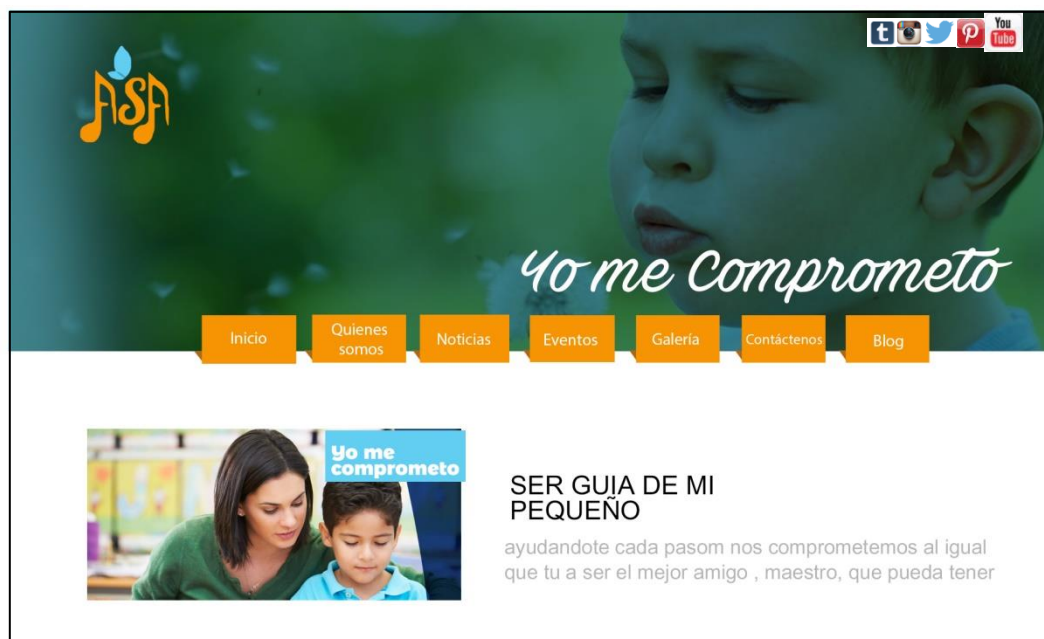 t
You
Tube
ASA
Yo me Comprometo
Inicio
Quienes
somos
Noticias
Eventos
Galería
Contáctenos
Blog
Yo me
comprometo
SER GUIA DE MI
PEQUEÑO
ayudandote cada pasom nos comprometemos al igual
que tu a ser el mejor amigo , maestro, que pueda tener